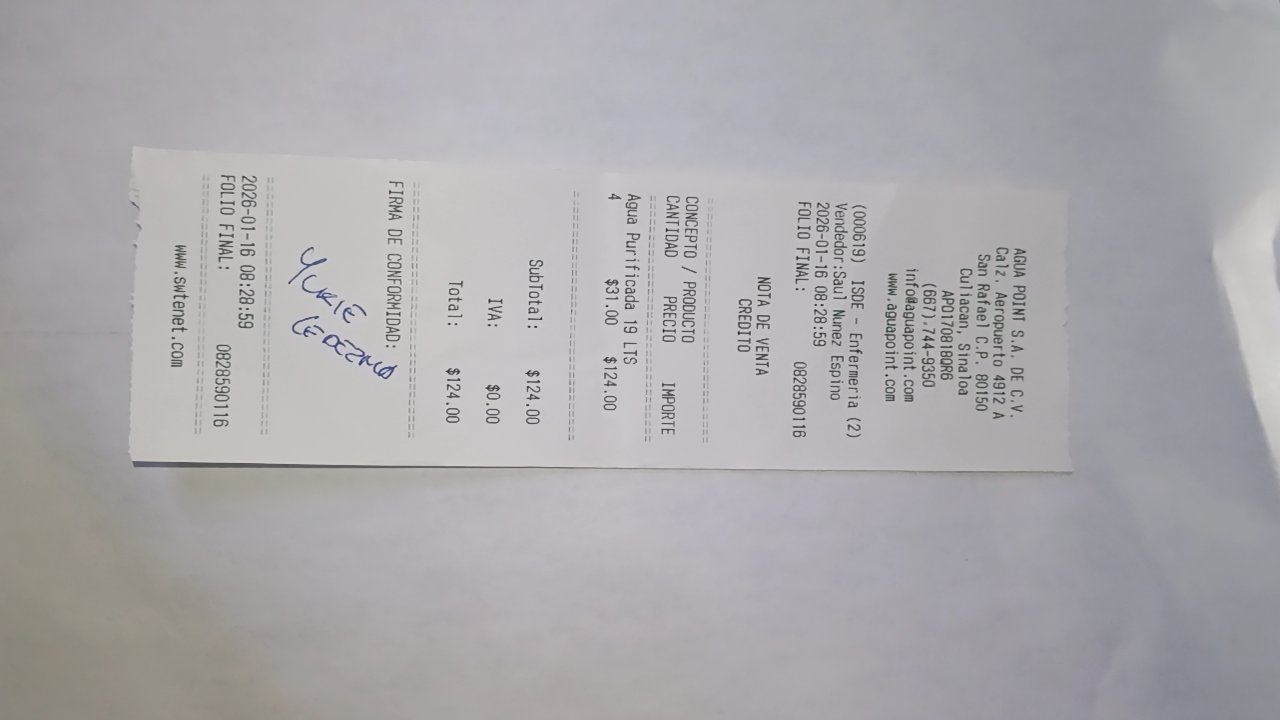 AGUA POINT S.A. DE C.V.
Calz. Aeropuerto 4912 A
San Rafael C.P. 80150
Culiacan, Sinaloa
APO170818QR6
(667).744-9350
info@aguapoint.com
www.aguapoint.com
(000619) ISDE - Enfermeria (2)
Vendedor:Saul Nunez Espino
2026-01-16 08:28:59
FOLIO FINAL: 0828590116
NOTA DE VENTA
CREDITO
==============================
CONCEPTO / PRODUCTO
CANTIDAD PRECIO IMPORTE
==============================
Agua Purificada 19 LTS
4 $31.00 $124.00
==============================
SubTotal: $124.00
IVA: $0.00
Total: $124.00
==============================
FIRMA DE CONFORMIDAD:
YURIE
==============================
2026-01-16 08:28:59
FOLIO FINAL: 0828590116
==============================
www.swtenet.com